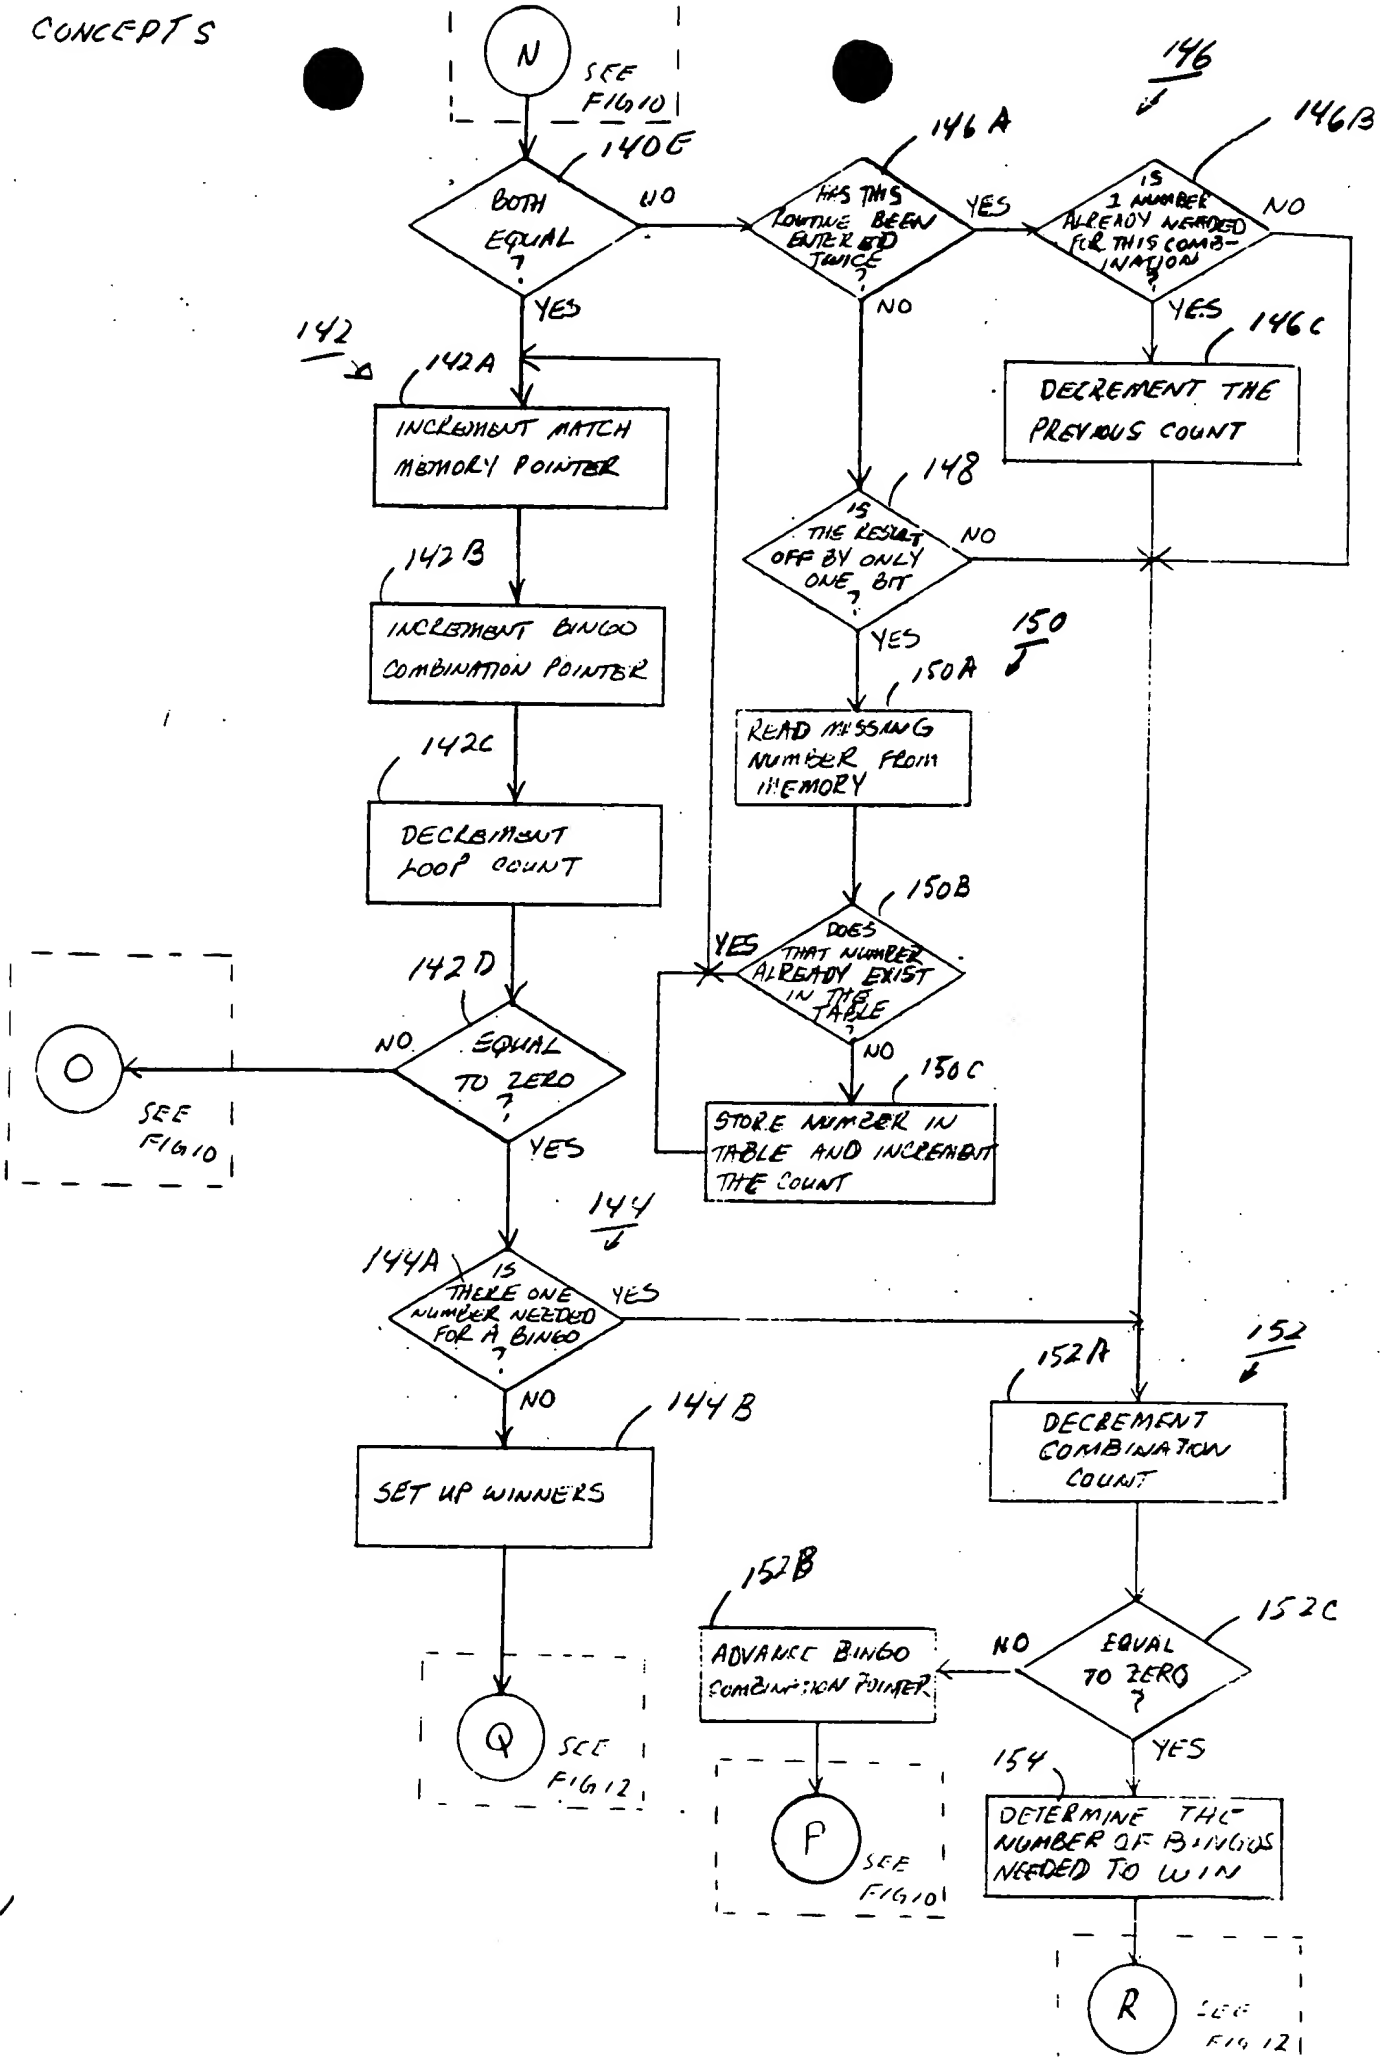 CONCEPTS
N
SEE
FIG 10
146
140E
146A
146B
BOTH
EQUAL
?
NO
YES
HAS THIS
ROUTINE BEEN
ENTERED
TWICE
?
YES
NO
IS
1 NUMBER
ALREADY NEEDED
FOR THIS COMB-
INATION
?
NO
YES
142
142A
INCREMENT MATCH
MEMORY POINTER
146C
DECREMENT THE
PREVIOUS COUNT
148
IS
THE RESULT
OFF BY ONLY
ONE BIT
?
NO
YES
142B
INCREMENT BINGO
COMBINATION POINTER
150
150A
READ MISSING
NUMBER FROM
MEMORY
142C
DECREMENT
LOOP COUNT
150B
DOES
THAT NUMBER
ALREADY EXIST
IN THE
TABLE
?
YES
NO
142D
EQUAL
TO ZERO
?
NO
YES
O
SEE
FIG 10
150C
STORE NUMBER IN
TABLE AND INCREMENT
THE COUNT
144
144A
IS
THERE ONE
NUMBER NEEDED
FOR A BINGO
?
YES
NO
152
152A
DECREMENT
COMBINATION
COUNT
144B
SET UP WINNERS
152B
ADVANCE BINGO
COMBINATION POINTER
152C
EQUAL
TO ZERO
?
NO
YES
Q
SEE
FIG 12
154
DETERMINE THE
NUMBER OF BINGOS
NEEDED TO WIN
P
SEE
FIG 10
R
SEE
FIG 12